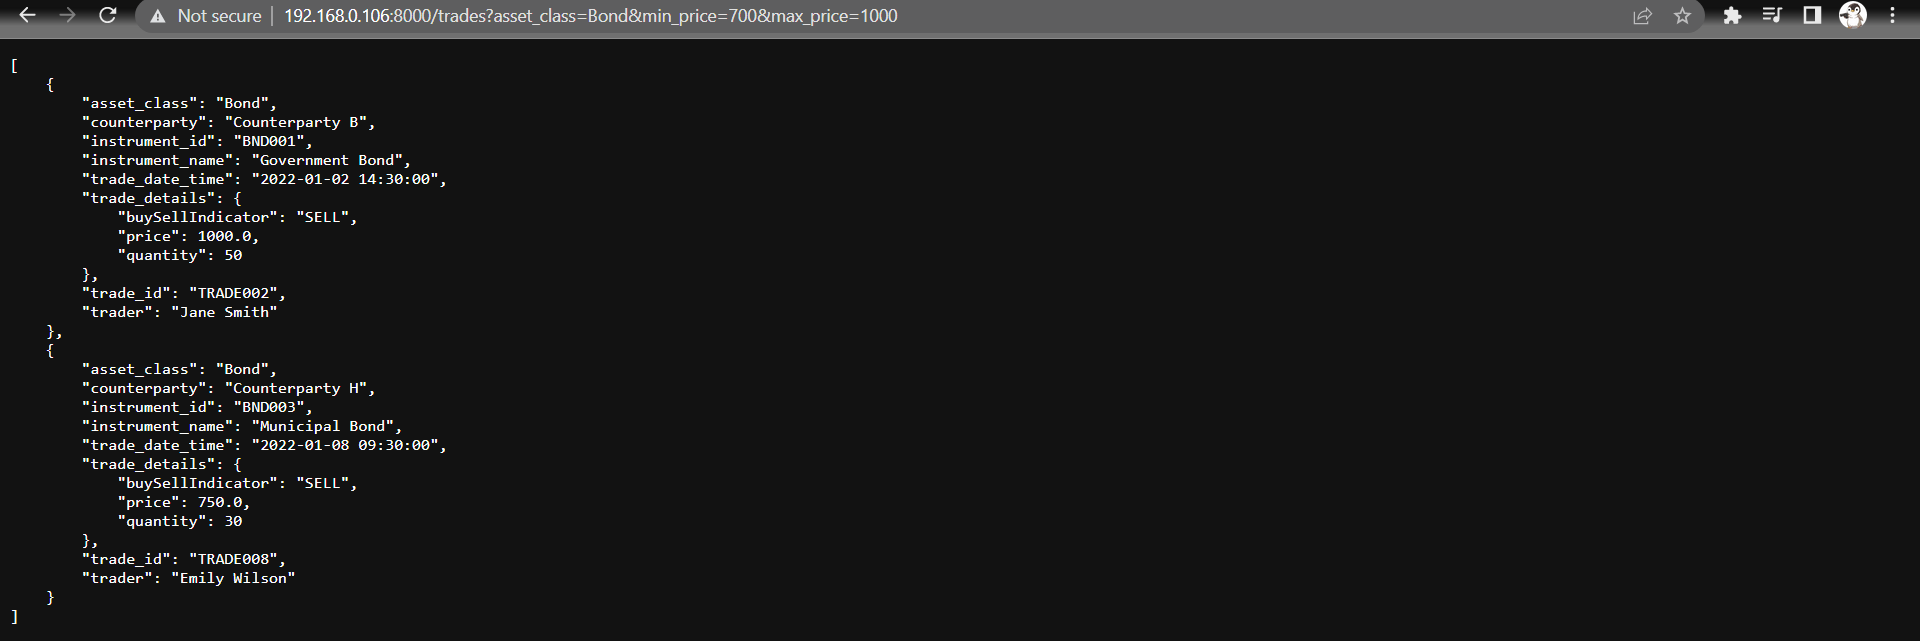 Not secure | 192.168.0.106:8000/trades?asset_class=Bond&min_price=700&max_price=1000
[
    {
        "asset_class": "Bond",
        "counterparty": "Counterparty B",
        "instrument_id": "BND001",
        "instrument_name": "Government Bond",
        "trade_date_time": "2022-01-02 14:30:00",
        "trade_details": {
            "buySellIndicator": "SELL",
            "price": 1000.0,
            "quantity": 50
        },
        "trade_id": "TRADE002",
        "trader": "Jane Smith"
    },
    {
        "asset_class": "Bond",
        "counterparty": "Counterparty H",
        "instrument_id": "BND003",
        "instrument_name": "Municipal Bond",
        "trade_date_time": "2022-01-08 09:30:00",
        "trade_details": {
            "buySellIndicator": "SELL",
            "price": 750.0,
            "quantity": 30
        },
        "trade_id": "TRADE008",
        "trader": "Emily Wilson"
    }
]